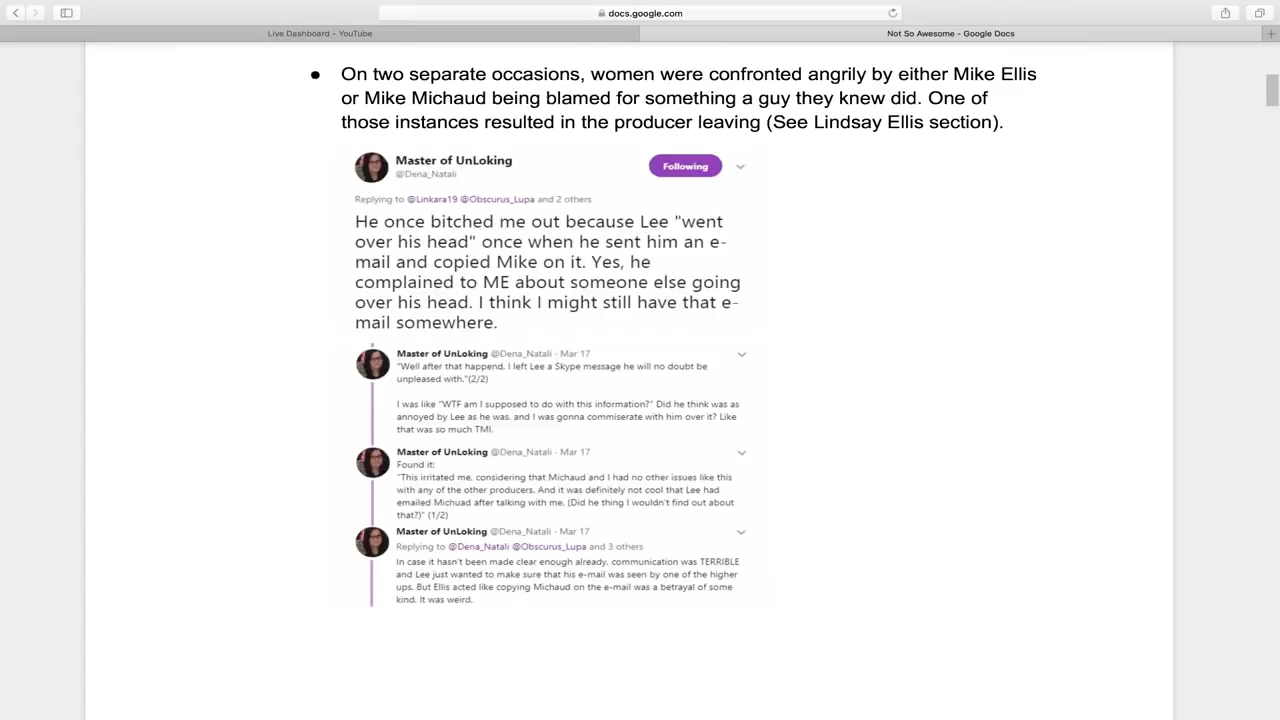 docs.google.com
Live Dashboard - YouTube
Not So Awesome - Google Docs
● On two separate occasions, women were confronted angrily by either Mike Ellis
or Mike Michaud being blamed for something a guy they knew did. One of
those instances resulted in the producer leaving (See Lindsay Ellis section).
Master of UnLoking
Following
@Dena_Natali
Replying to @Linkara19 @Obscurus_Lupa and 2 others
He once bitched me out because Lee "went
over his head" once when he sent him an e-
mail and copied Mike on it. Yes, he
complained to ME about someone else going
over his head. I think I might still have that e-
mail somewhere.
Master of UnLoking @Dena_Natali · Mar 17
"Well after that happend, I left Lee a Skype message he will no doubt be
unpleased with."(2/2)
I was like "WTF am I supposed to do with this information?" Did he think was as
annoyed by Lee as he was, and I was gonna commiserate with him over it? Like
that was so much TMI.
Master of UnLoking @Dena_Natali · Mar 17
Found it:
"This irritated me, considering that Michaud and I had no other issues like this
with any of the other producers. And it was definitely not cool that Lee had
emailed Michuad after talking with me. (Did he thing I wouldn't find out about
that?)" (1/2)
Master of UnLoking @Dena_Natali · Mar 17
Replying to @Dena_Natali @Obscurus_Lupa and 3 others
In case it hasn't been made clear enough already, communication was TERRIBLE
and Lee just wanted to make sure that his e-mail was seen by one of the higher
ups. But Ellis acted like copying Michaud on the e-mail was a betrayal of some
kind. It was weird.